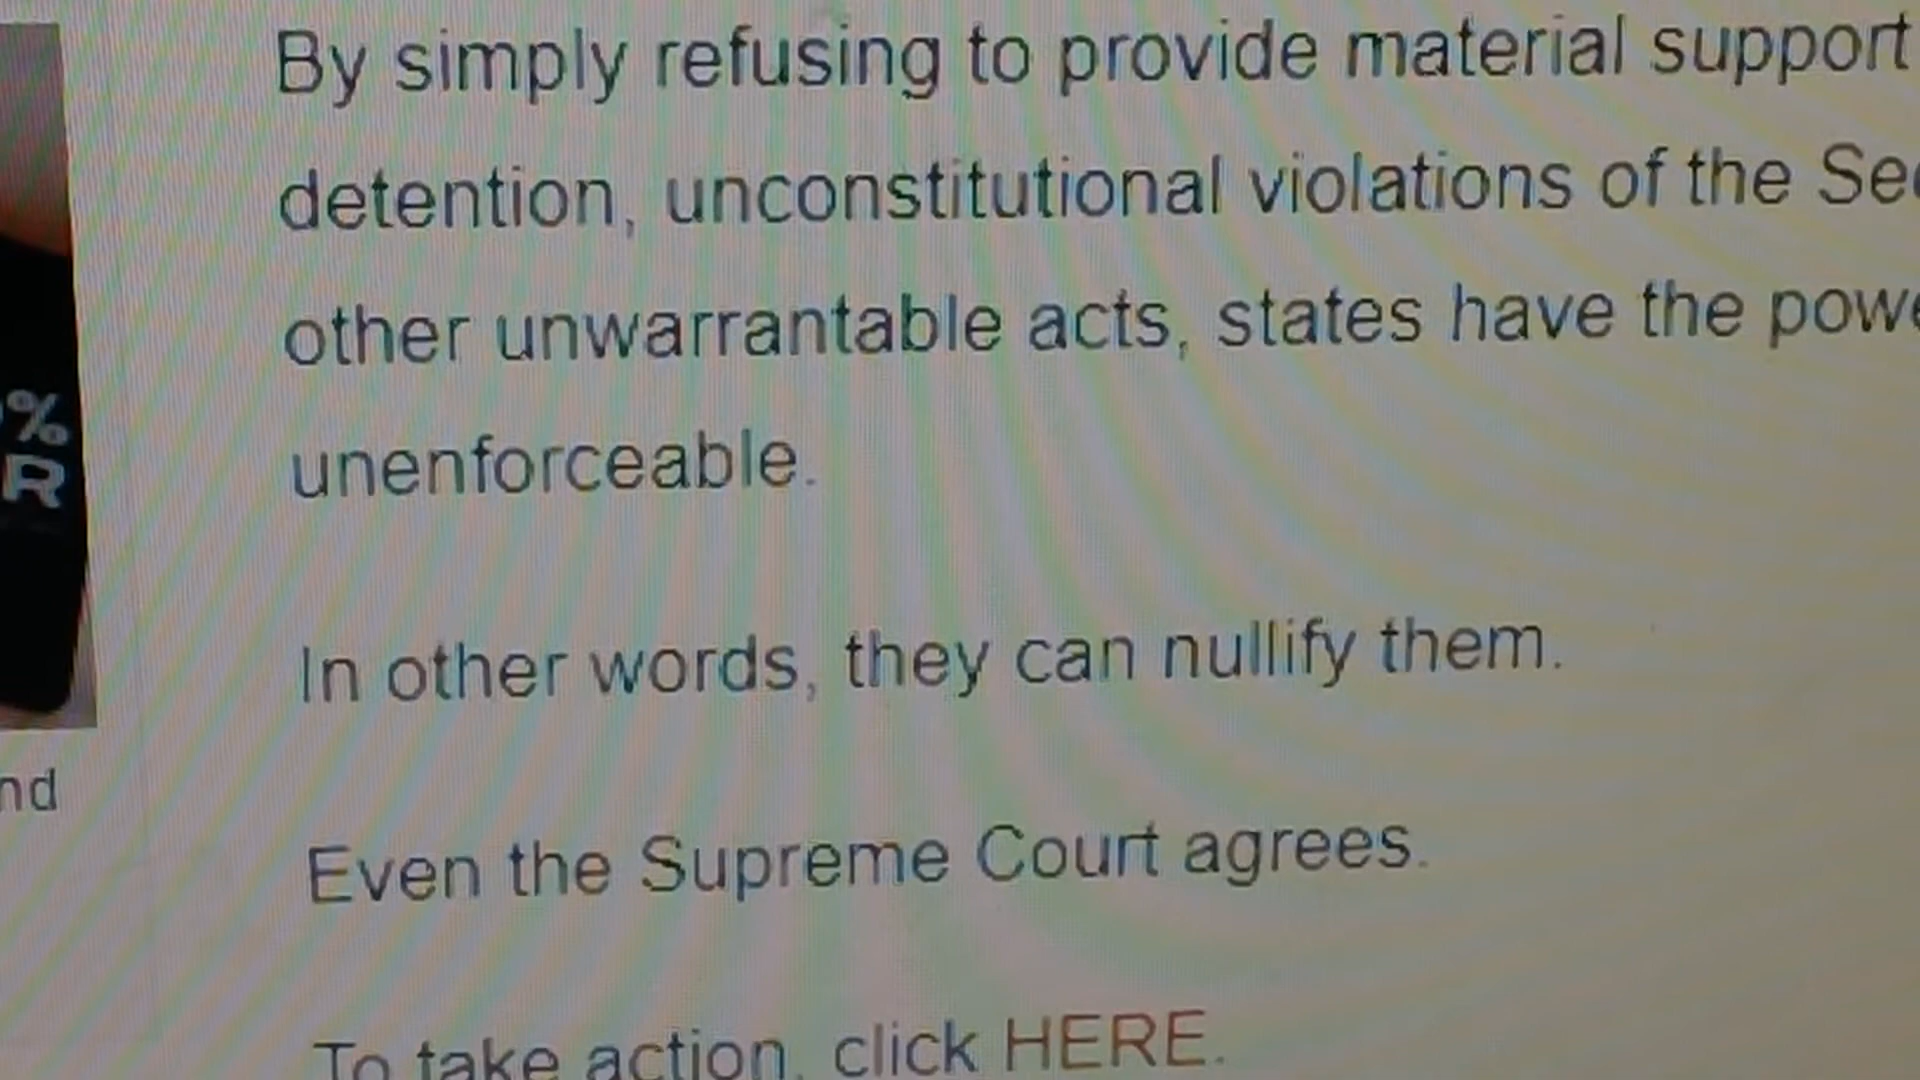 By simply refusing to provide material support
detention, unconstitutional violations of the
other unwarrantable acts, states have the
unenforceable.
In other words, they can nullify them.
Even the Supreme Court agrees.
To take action, click HERE.
%
R
nd